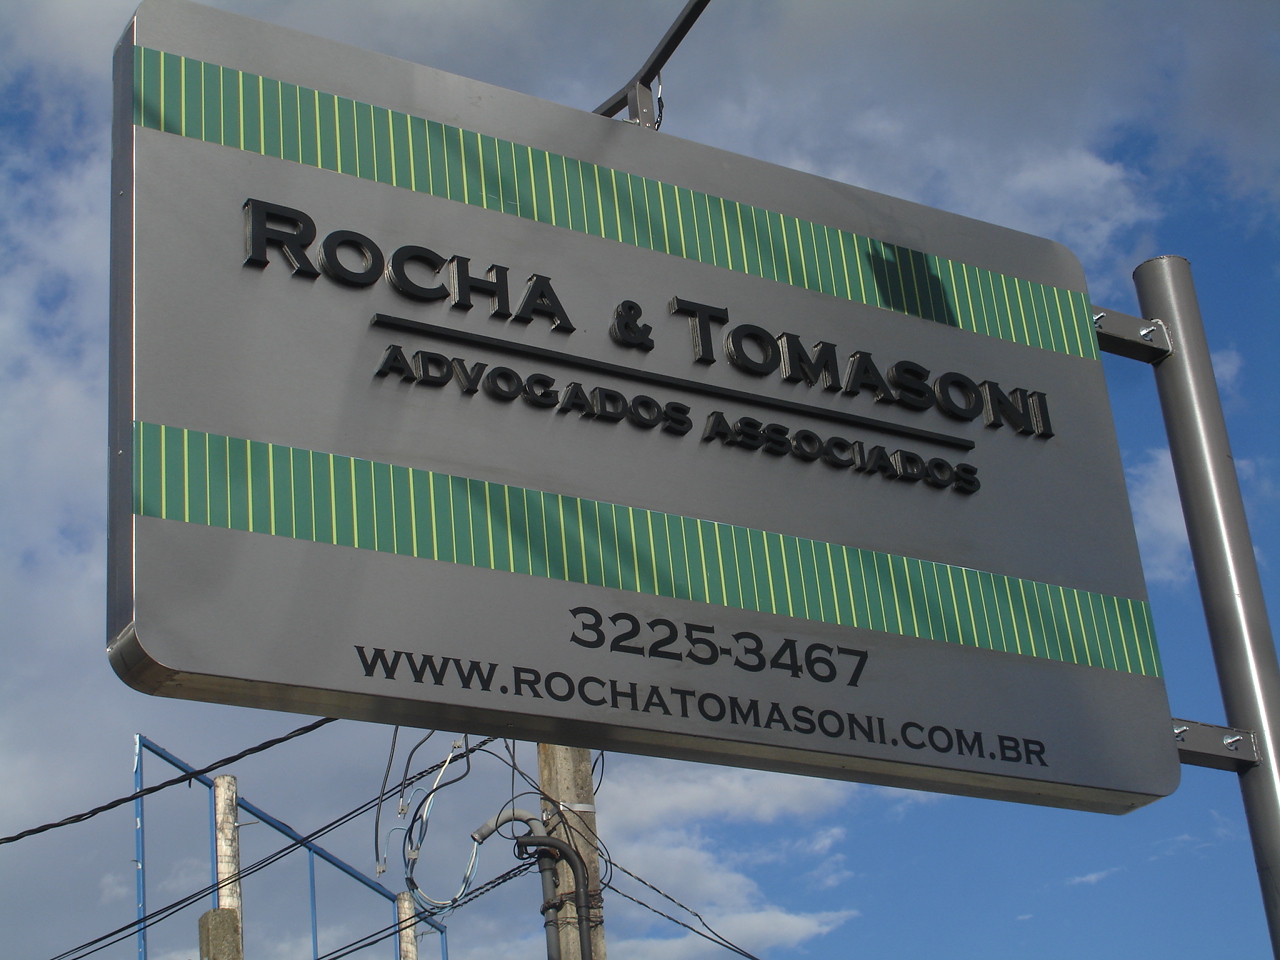 ROCHA & TOMASONI
ADVOGADOS ASSOCIADOS
3225-3467
WWW.ROCHATOMASONI.COM.BR